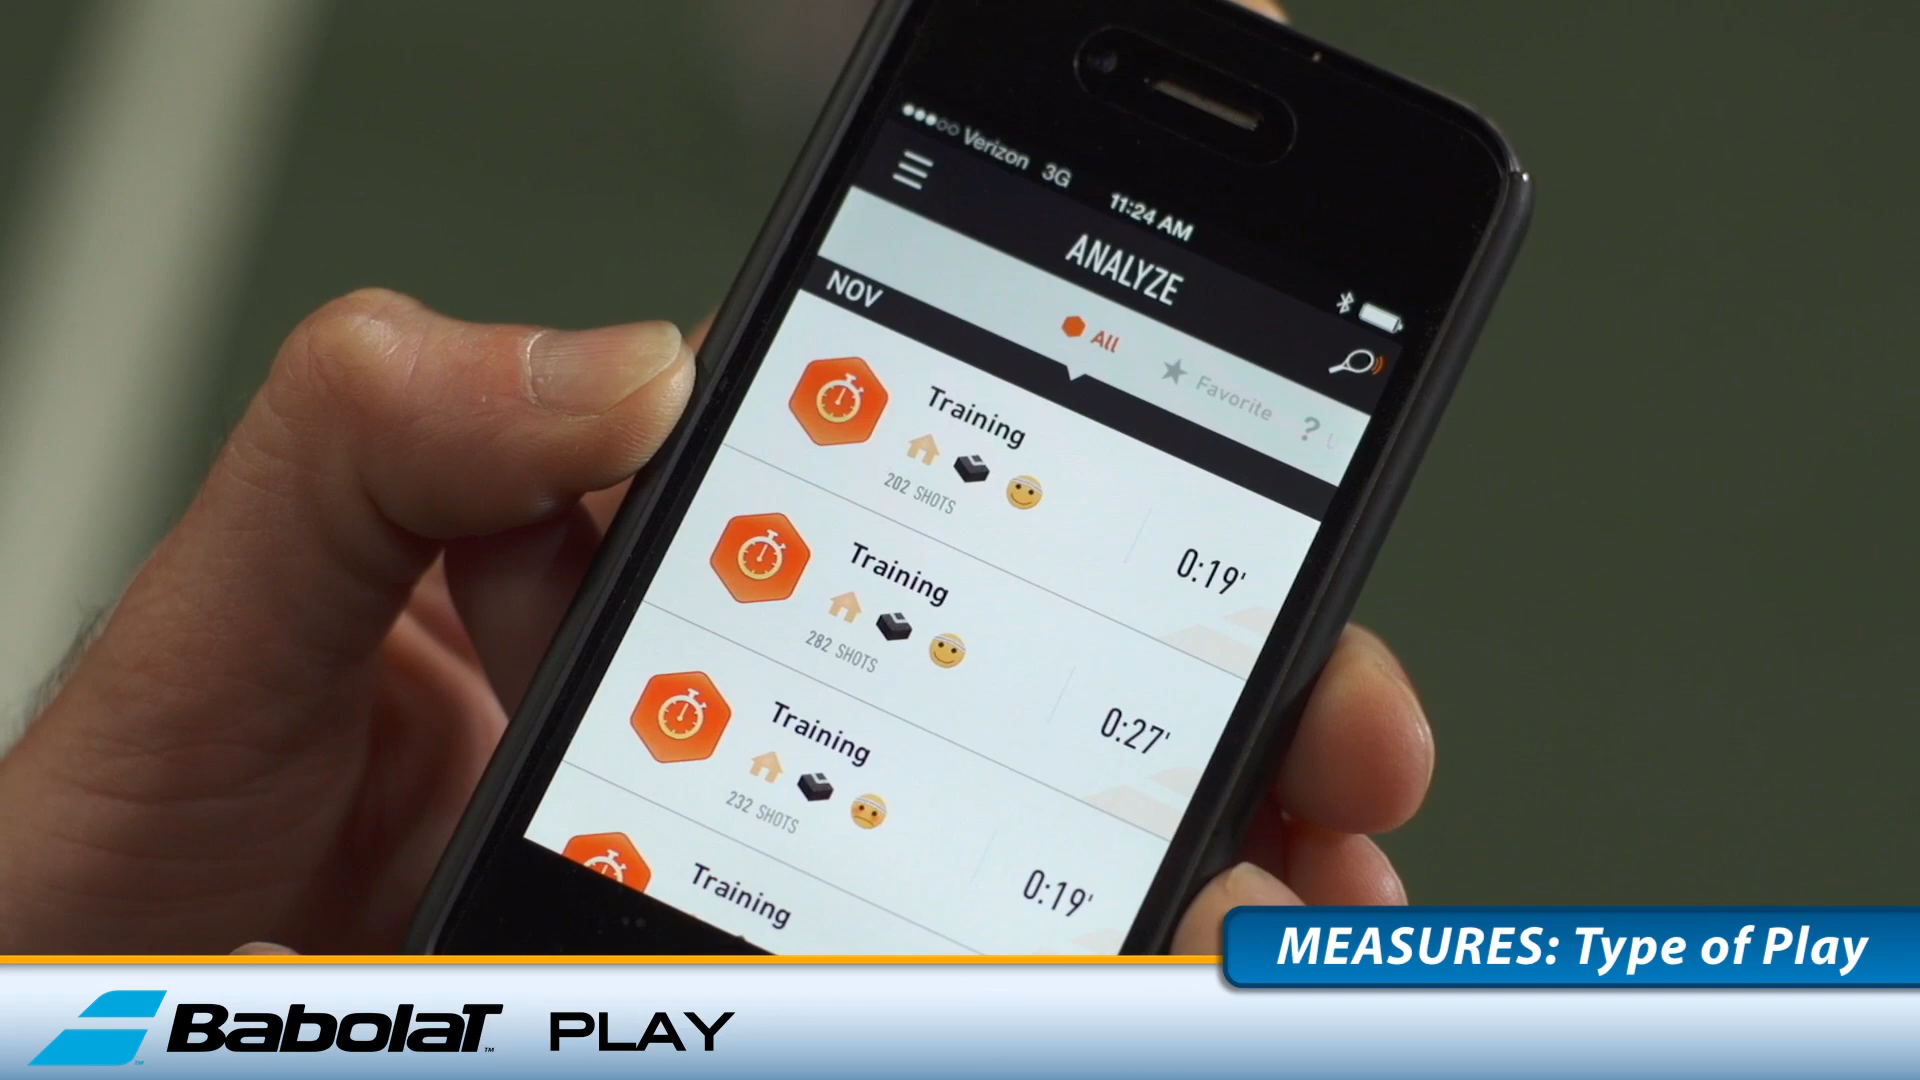 Verizon 3G
11:24 AM
ANALYZE
NOV
All
Favorite
?
Training
202 SHOTS
0:19'
Training
282 SHOTS
0:27'
Training
232 SHOTS
0:19'
Training
MEASURES: Type of Play
BabolaT™ PLAY